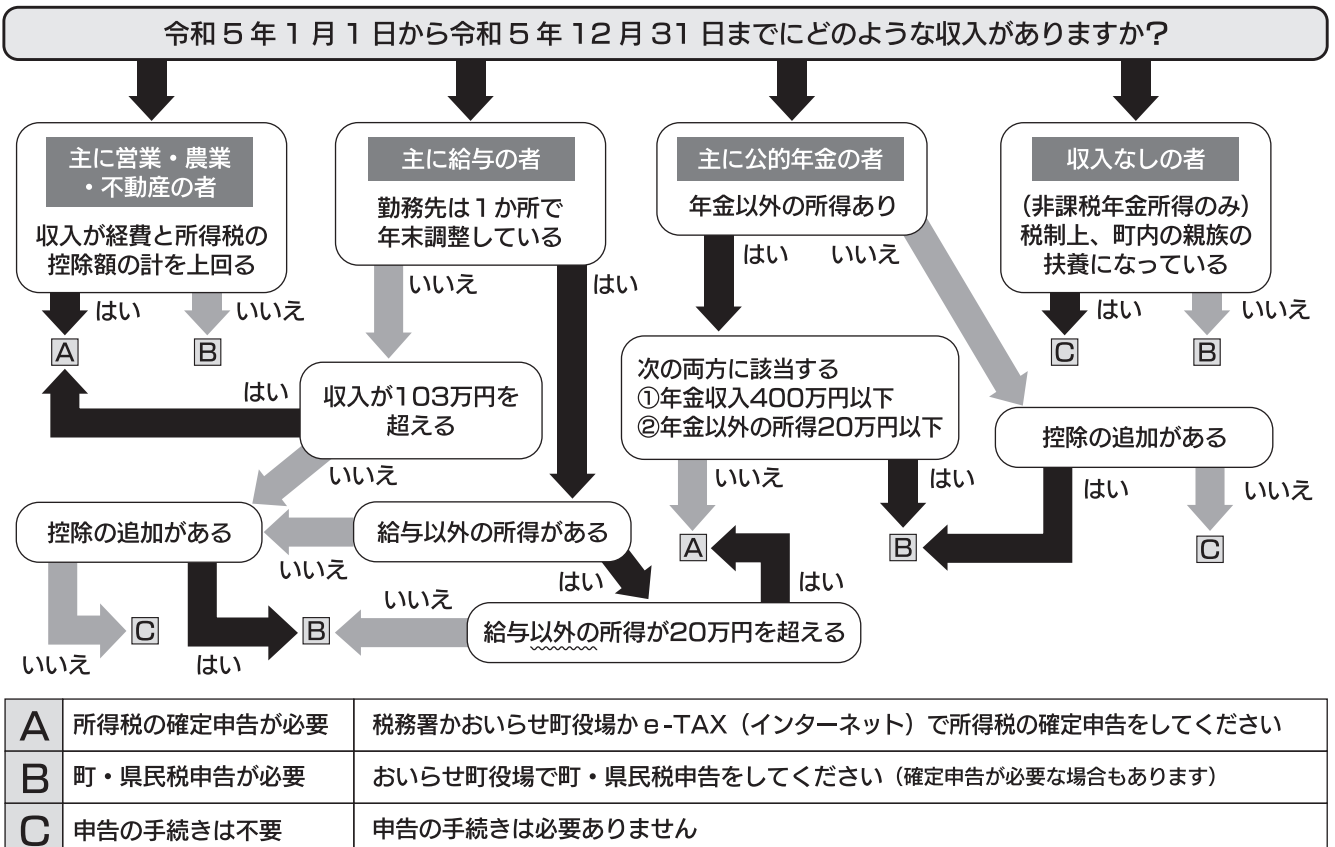 令和5年1月1日から令和5年12月31日までにどのような収入がありますか?
主に営業・農業
・不動産の者
収入が経費と所得税の
控除額の計を上回る
はい
いいえ
A
B
主に給与の者
勤務先は1か所で
年末調整している
いいえ
はい
主に公的年金の者
年金以外の所得あり
はい
いいえ
収入なしの者
(非課税年金所得のみ)
税制上、町内の親族の
扶養になっている
はい
いいえ
C
B
はい
収入が103万円を
超える
いいえ
次の両方に該当する
①年金収入400万円以下
②年金以外の所得20万円以下
いいえ
はい
控除の追加がある
はい
いいえ
控除の追加がある
給与以外の所得がある
いいえ
はい
A
B
C
はい
いいえ
給与以外の所得が20万円を超える
C
B
いいえ
はい
A 所得税の確定申告が必要 税務署かおいらせ町役場かe-TAX(インターネット)で所得税の確定申告をしてください
B 町・県民税申告が必要 おいらせ町役場で町・県民税申告をしてください(確定申告が必要な場合もあります)
C 申告の手続きは不要 申告の手続きは必要ありません